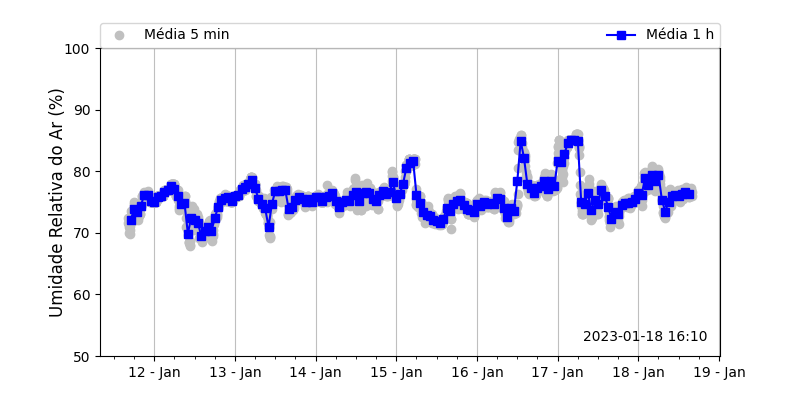 Média 5 min
Média 1 h
Umidade Relativa do Ar (%)
100
90
80
70
60
50
2023-01-18 16:10
12 - Jan
13 - Jan
14 - Jan
15 - Jan
16 - Jan
17 - Jan
18 - Jan
19 - Jan